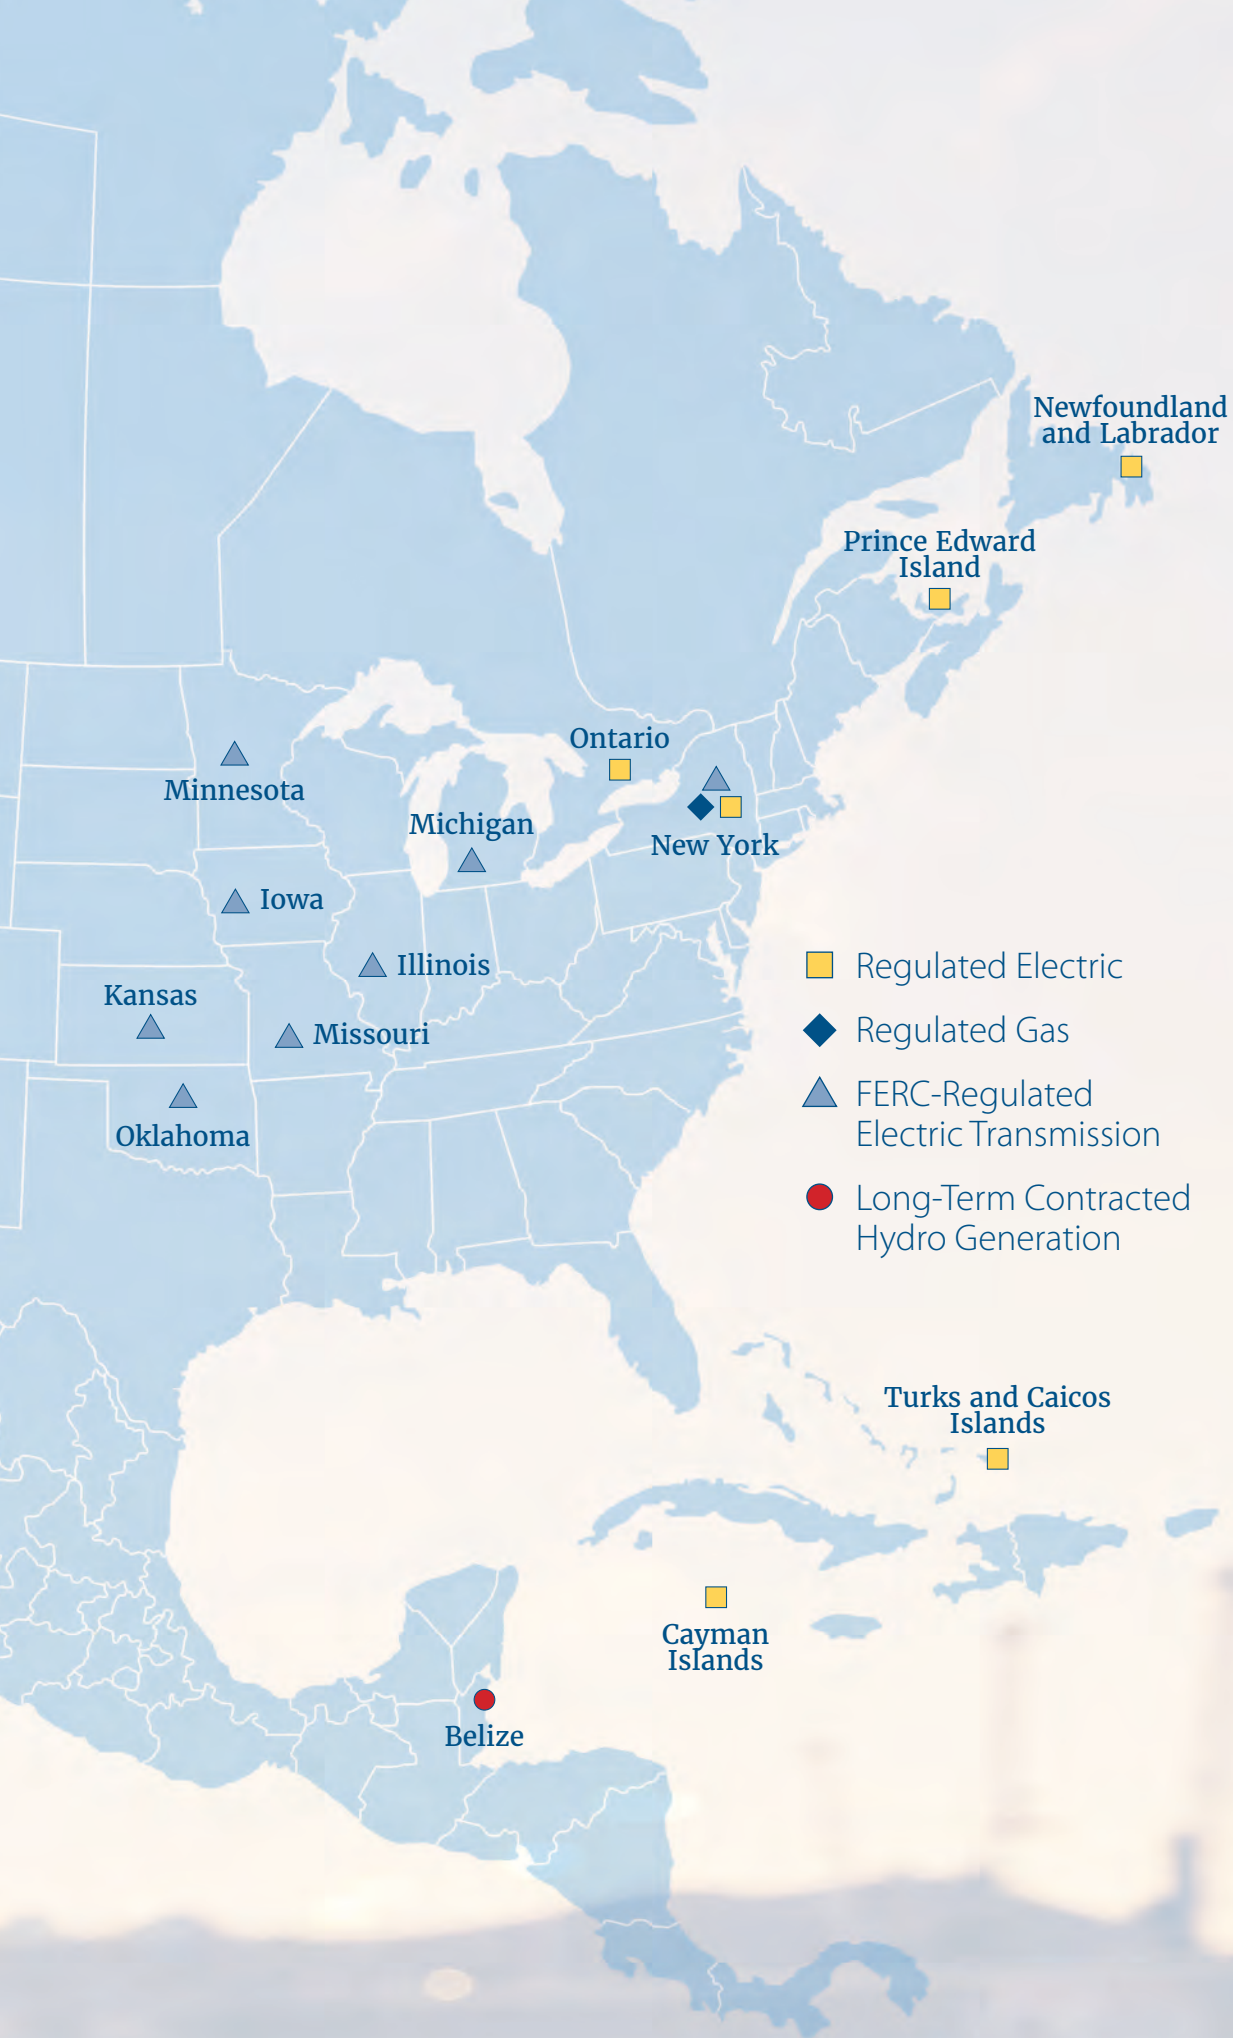 Newfoundland
and Labrador
Prince Edward
Island
Ontario
Minnesota
Michigan
New York
Iowa
Illinois
Regulated Electric
Kansas
Missouri
Regulated Gas
FERC-Regulated
Electric Transmission
Oklahoma
Long-Term Contracted
Hydro Generation
Turks and Caicos
Islands
Cayman
Islands
Belize